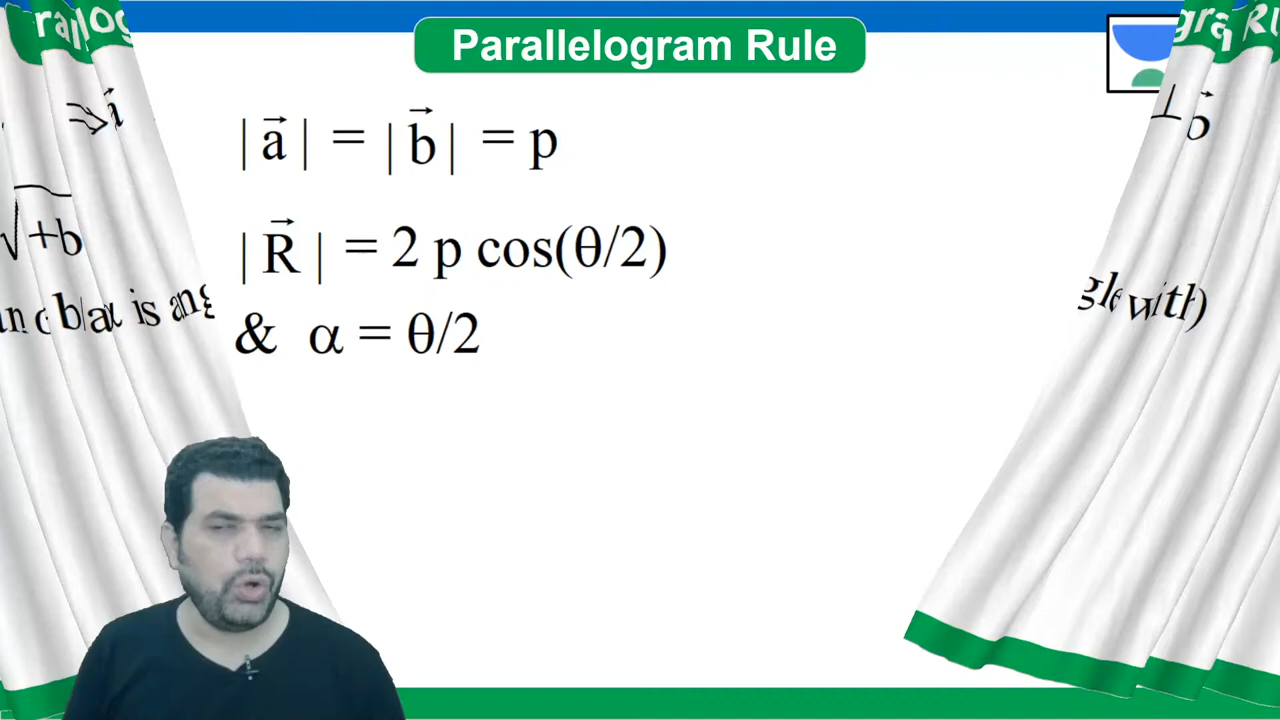 Parallelogram Rule
|a⃗| = |b⃗| = p
|R⃗| = 2 p cos(θ/2)
& α = θ/2